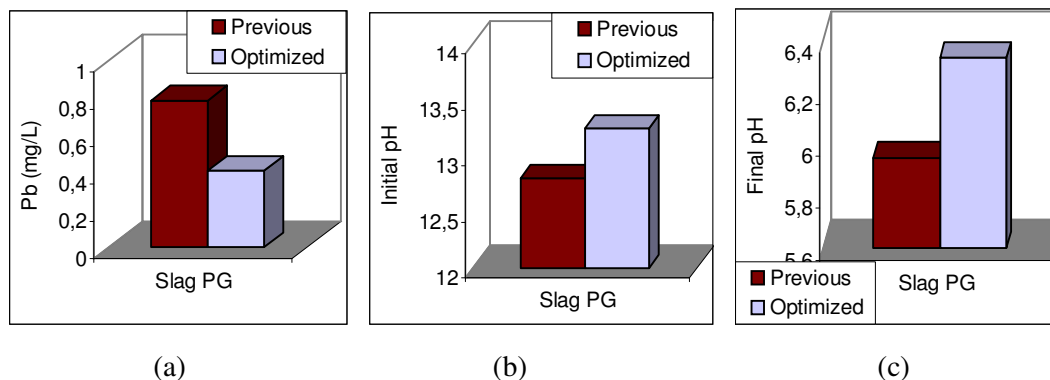 Previous
Optimized
1
0,8
0,6
0,4
0,2
0
Pb (mg/L)
Slag PG
(a)
Previous
Optimized
14
13,5
13
12,5
12
Initial pH
Slag PG
(b)
6,4
6,2
6
5,8
5,6
Final pH
Slag PG
Previous
Optimized
(c)